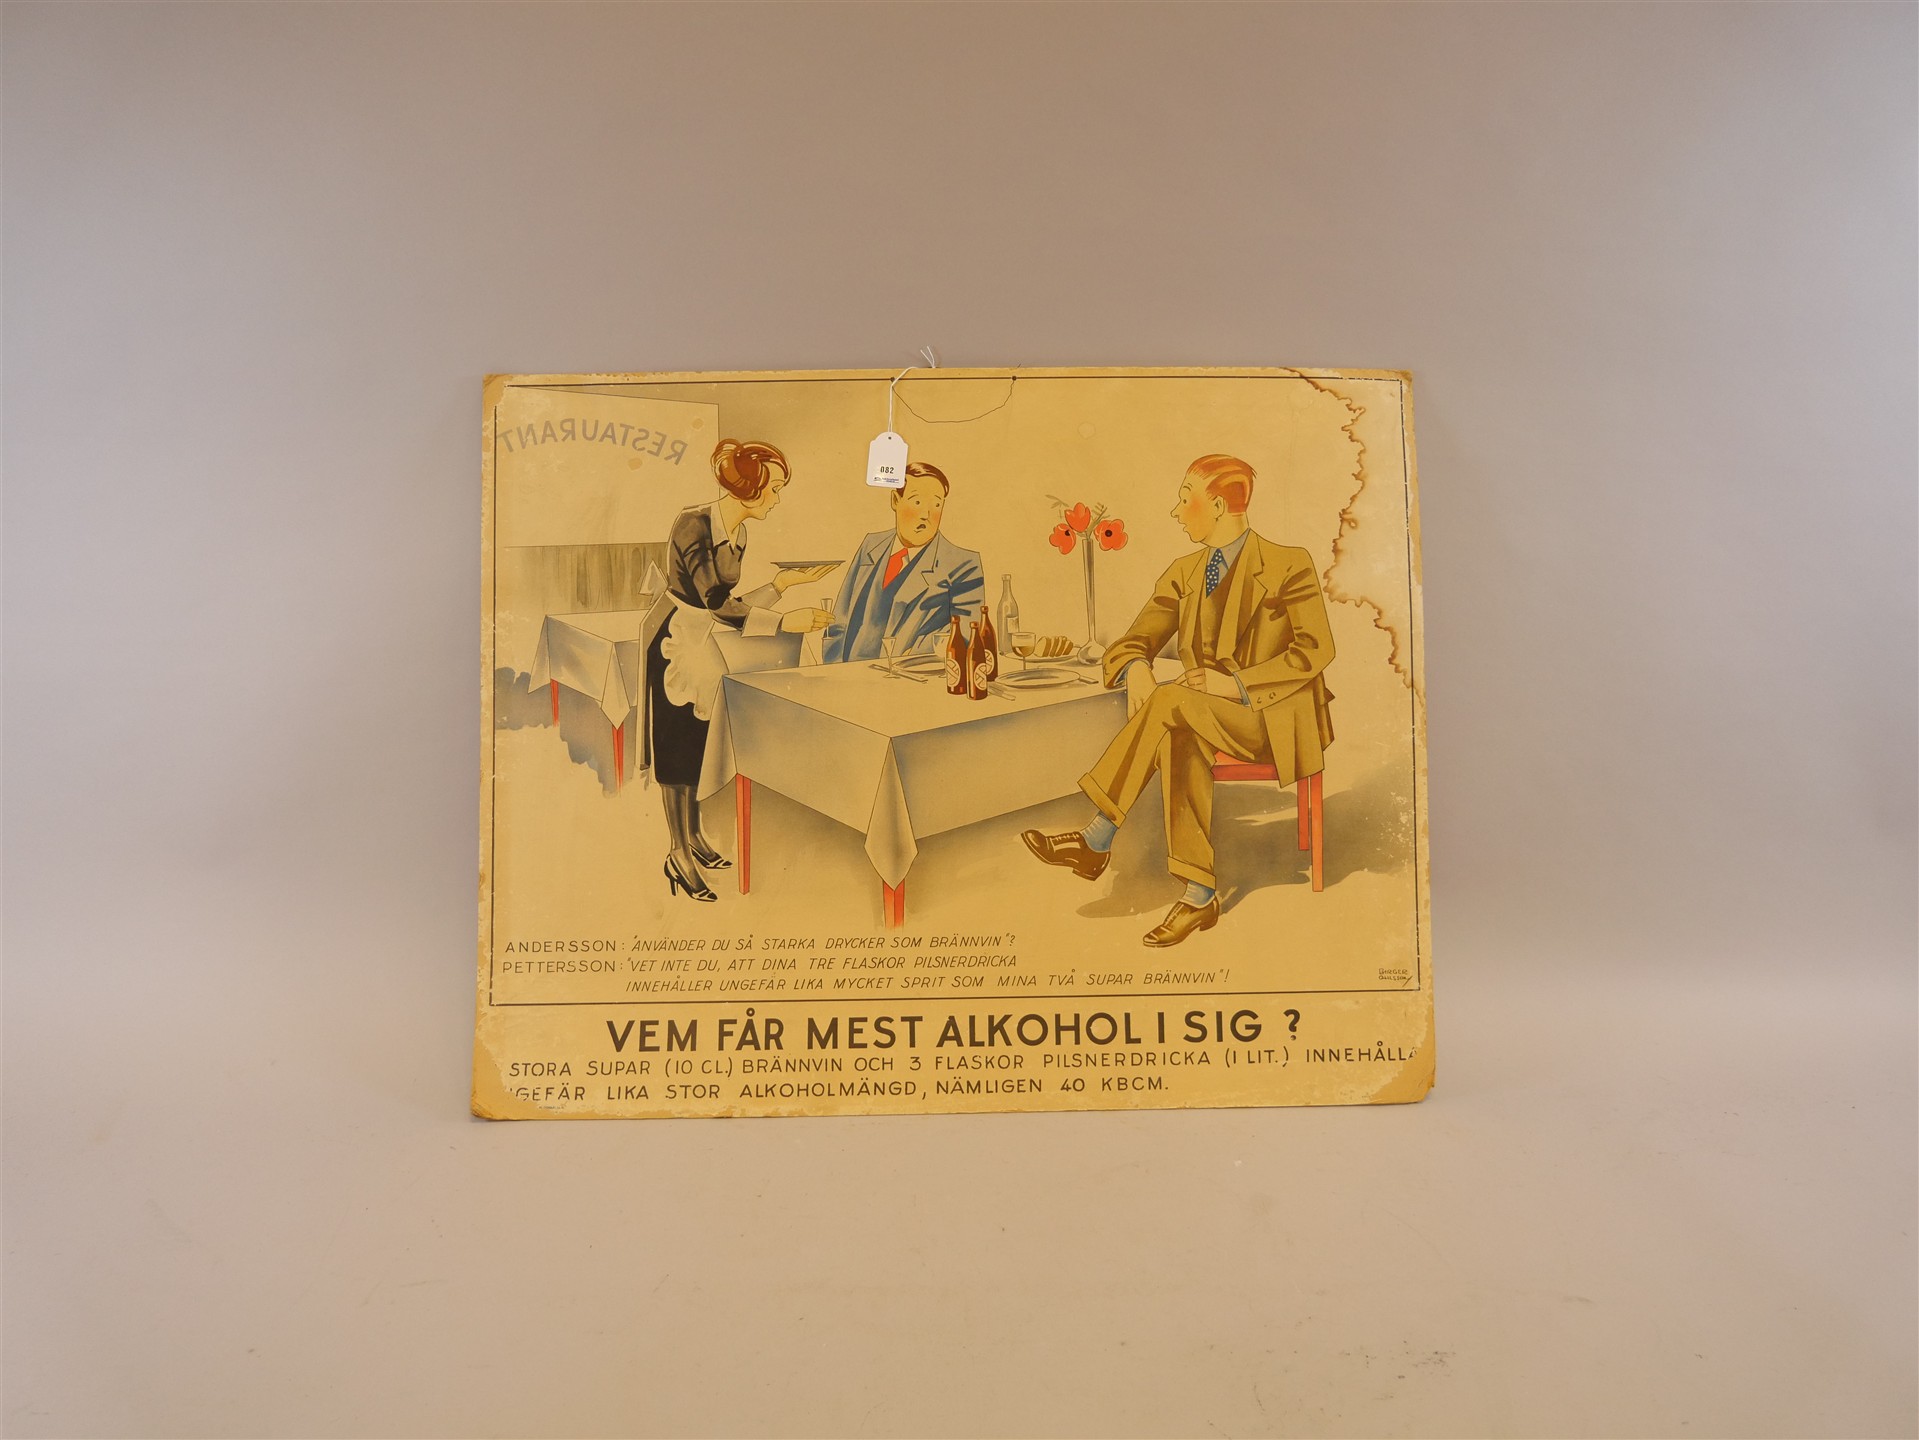 RESTAURANT
082
ANDERSSON: "ANVÄNDER DU SÅ STARKA DRYCKER SOM BRÄNNVIN"?
PETTERSSON: "VET INTE DU, ATT DINA TRE FLASKOR PILSNERDRICKA
INNEHÅLLER UNGEFÄR LIKA MYCKET SPRIT SOM MINA TVÅ SUPAR BRÄNNVIN"!
BIRGER
OHLSON
VEM FÅR MEST ALKOHOL I SIG ?
STORA SUPAR (10 CL.) BRÄNNVIN OCH 3 FLASKOR PILSNERDRICKA (1 LIT.) INNEHÅLLA
GEFÄR LIKA STOR ALKOHOLMÄNGD, NÄMLIGEN 40 KBCM.